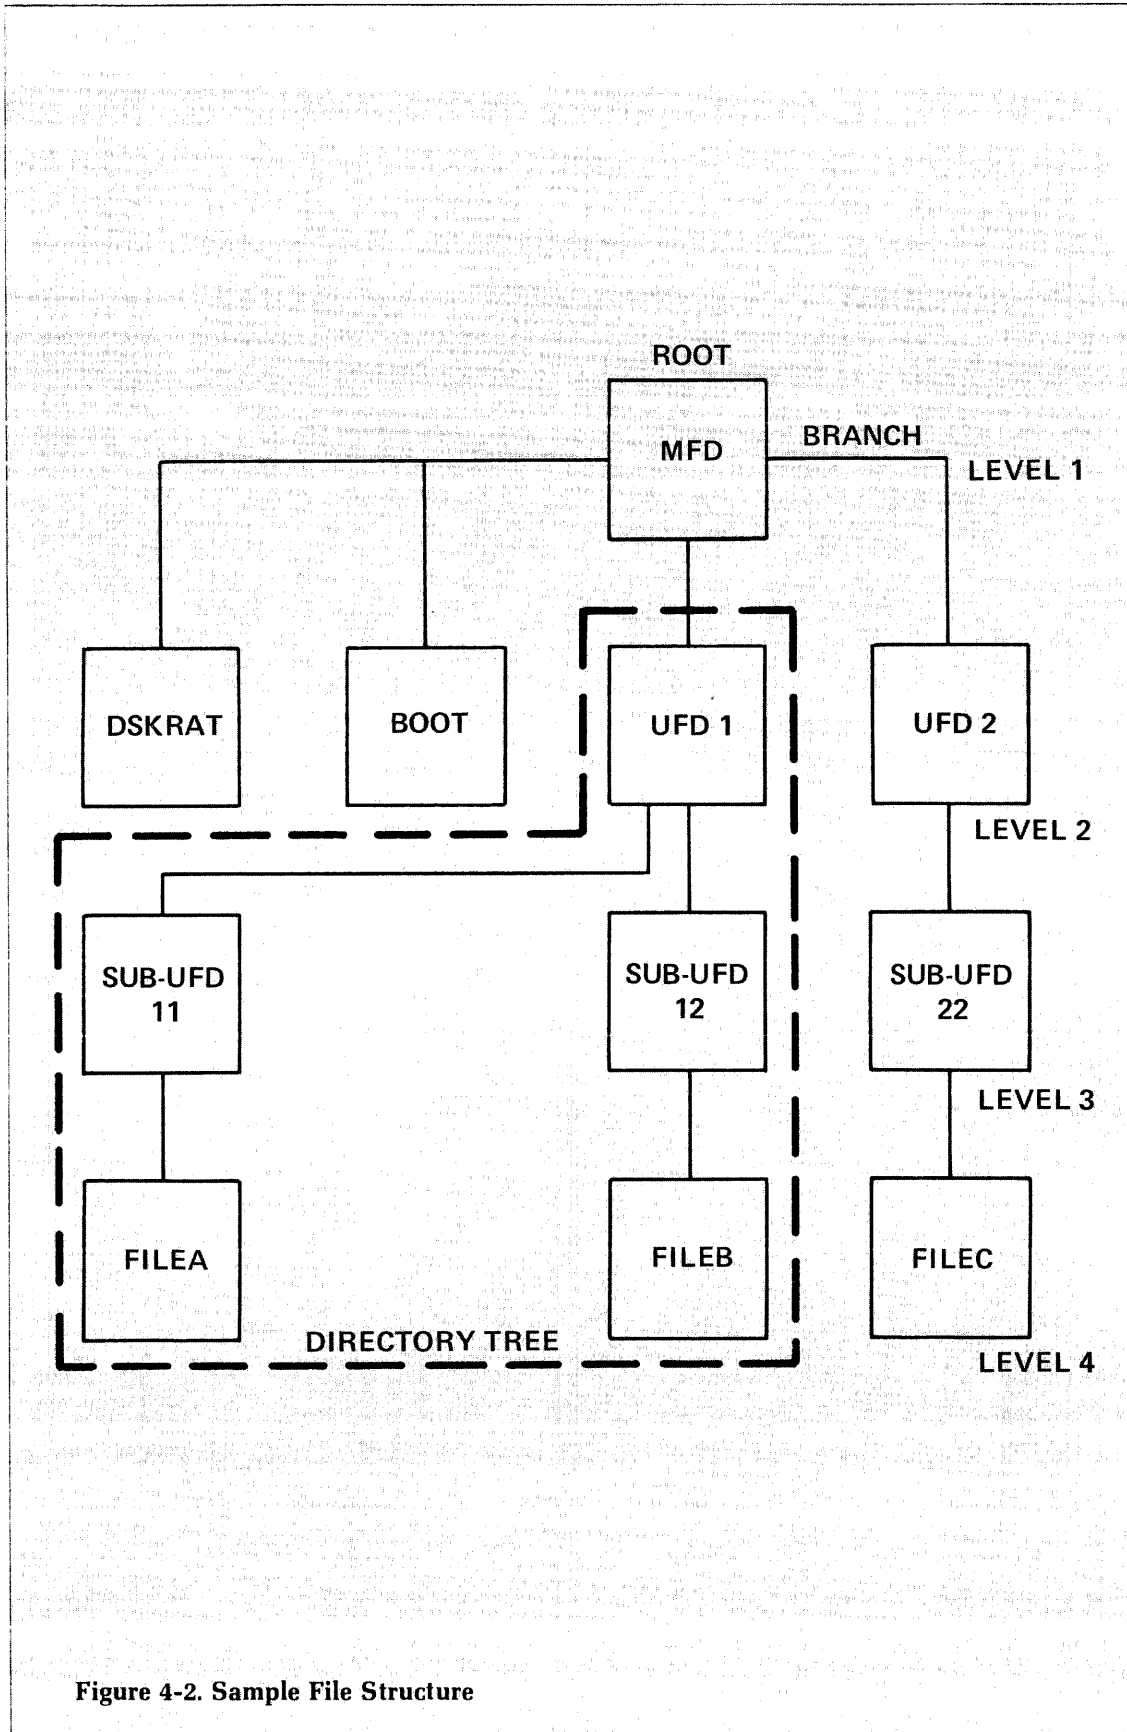 ROOT
MFD
BRANCH
LEVEL 1
DSKRAT
BOOT
UFD 1
UFD 2
LEVEL 2
SUB-UFD
11
SUB-UFD
12
SUB-UFD
22
LEVEL 3
FILEA
FILEB
FILEC
DIRECTORY TREE
LEVEL 4
Figure 4-2. Sample File Structure